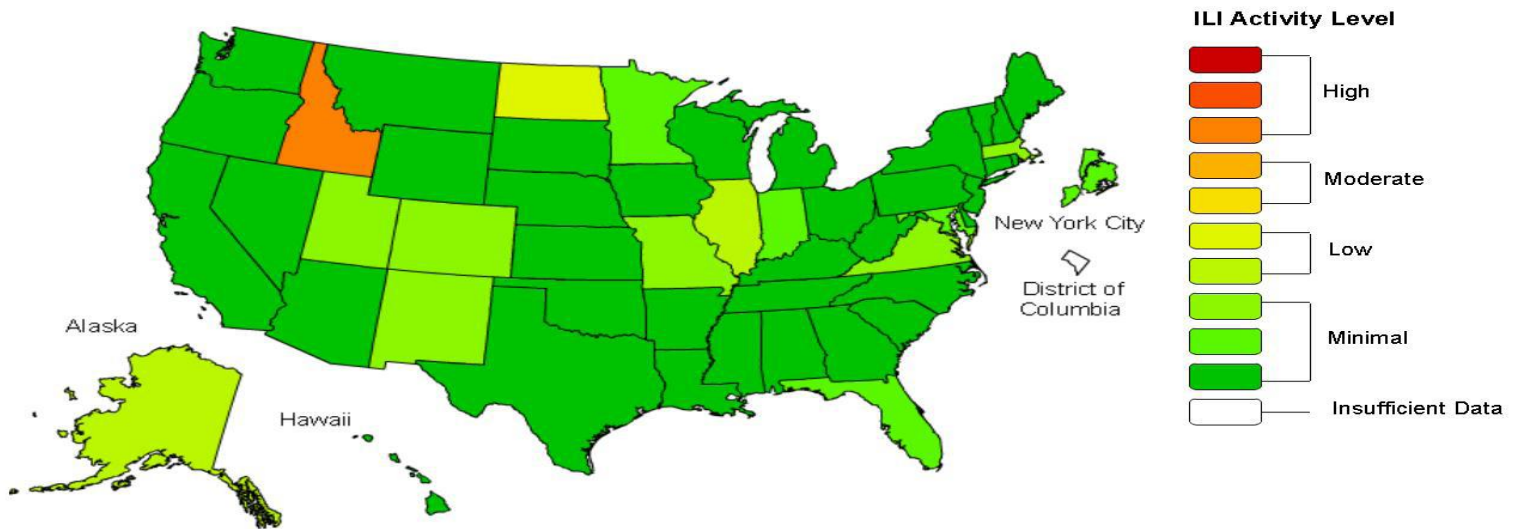 ILI Activity Level
High
Moderate
Low
Minimal
Insufficient Data
New York City
District of
Columbia
Alaska
Hawaii